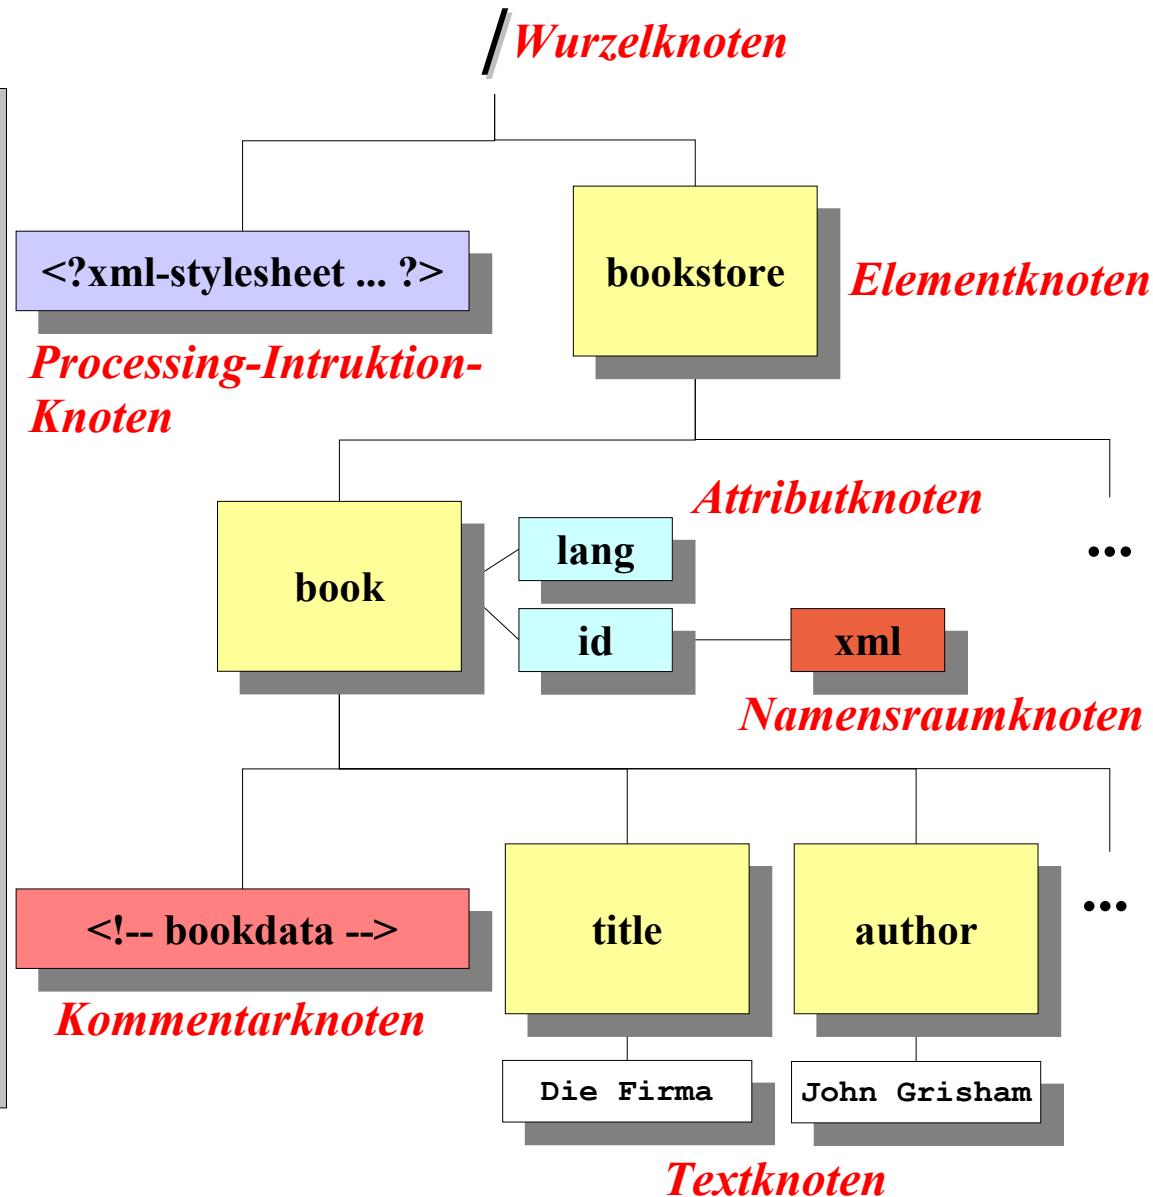 / Wurzelknoten
<?xml-stylesheet ... ?>
bookstore
Elementknoten
Processing-Intruktion-
Knoten
Attributknoten
lang
...
book
id
xml
Namensraumknoten
<!-- bookdata -->
title
author
...
Kommentarknoten
Die Firma
John Grisham
Textknoten